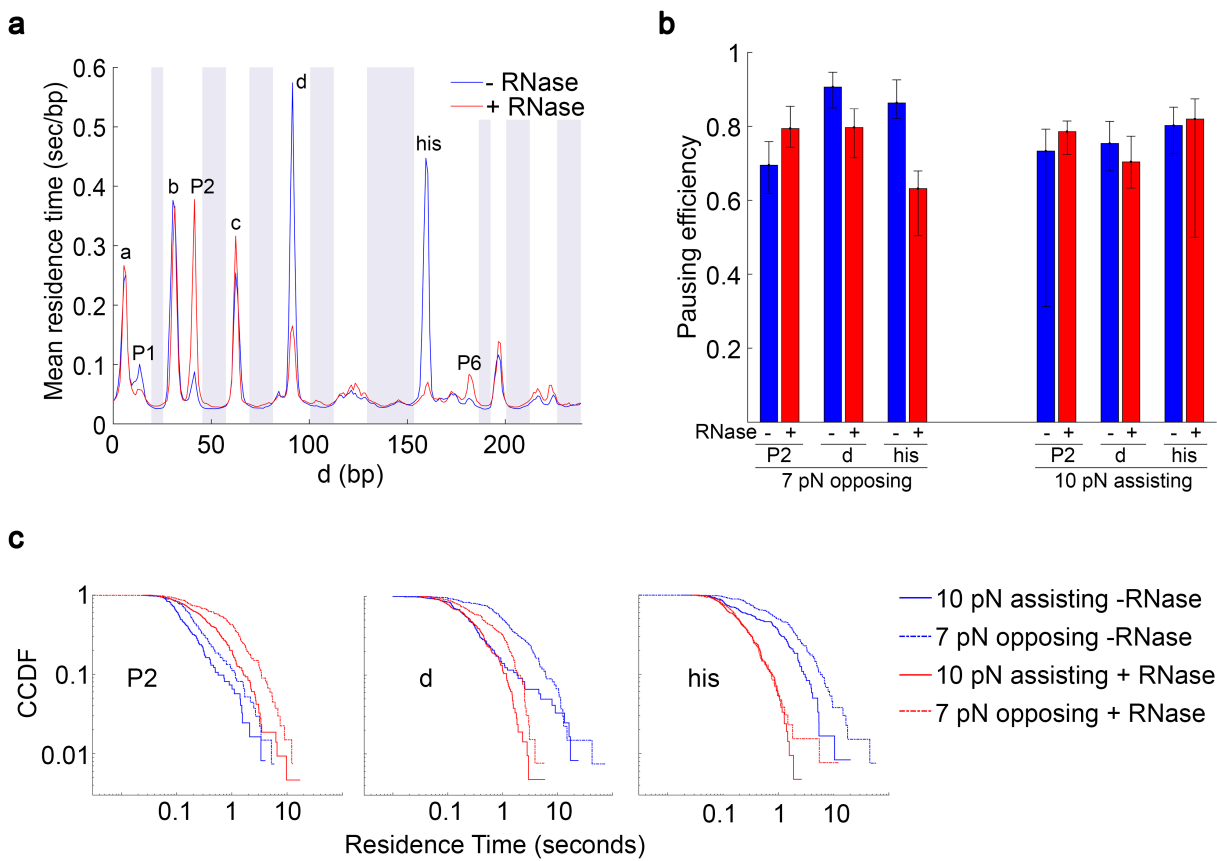 a
Mean residence time (sec/bp)
0.6
0.5
0.4
0.3
0.2
0.1
0
a
P1
b
P2
c
d
his
P6
- RNase
+ RNase
0
50
100
150
200
d (bp)
b
Pausing efficiency
1
0.8
0.6
0.4
0.2
RNase - + - + - + - + - + - +
P2 d his P2 d his
7 pN opposing 10 pN assisting
c
CCDF
1
0.1
0.01
P2
d
his
0.1 1 10 0.1 1 10 0.1 1 10
Residence Time (seconds)
10 pN assisting -RNase
7 pN opposing -RNase
10 pN assisting + RNase
7 pN opposing + RNase